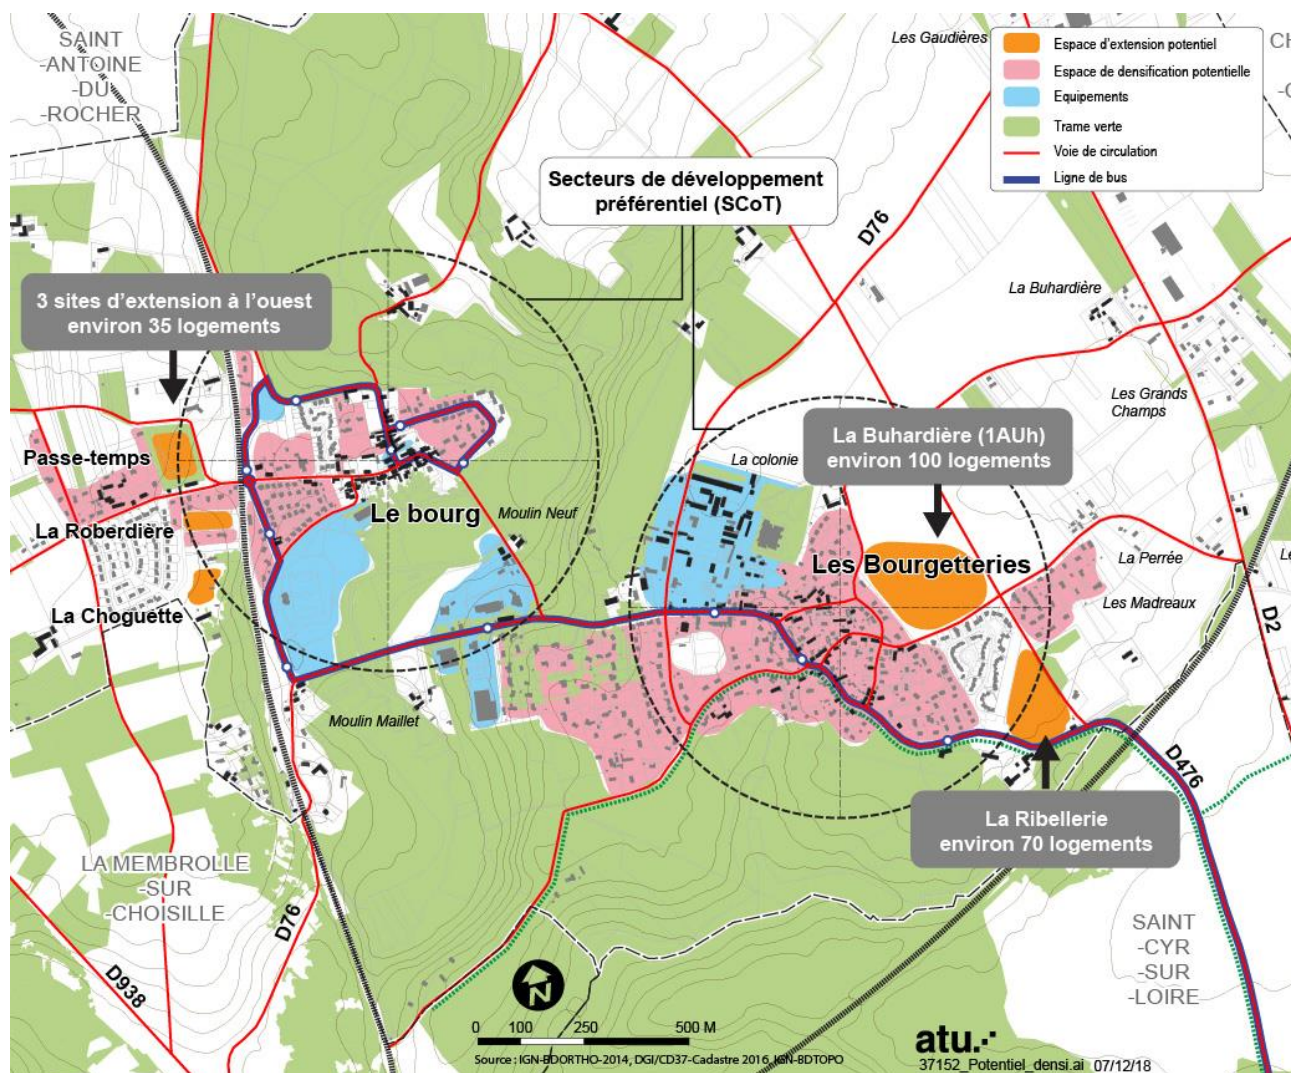 SAINT
-ANTOINE
-DU
-ROCHER
Les Gaudières
Espace d'extension potentiel
Espace de densification potentielle
Equipements
Trame verte
Voie de circulation
Ligne de bus
Secteurs de développement
préférentiel (SCoT)
D76
3 sites d'extension à l'ouest
environ 35 logements
La Buhardière
Les Grands
Champs
La Buhardière (1AUh)
environ 100 logements
Passe-temps
La colonie
Le bourg
Moulin Neuf
La Roberdière
Les Bourgetteries
La Perrée
Les Madreaux
La Choguette
D2
Moulin Maillet
D476
La Ribellerie
environ 70 logements
LA MEMBROLLE
-SUR
-CHOISILLE
D76
D938
SAINT
-CYR
-SUR
-LOIRE
N
0 100 250 500 M
Source : IGN-BDORTHO-2014, DGI/CD37-Cadastre 2016, IGN-BDTOPO
atu
37152_Potentiel_densi.ai 07/12/18